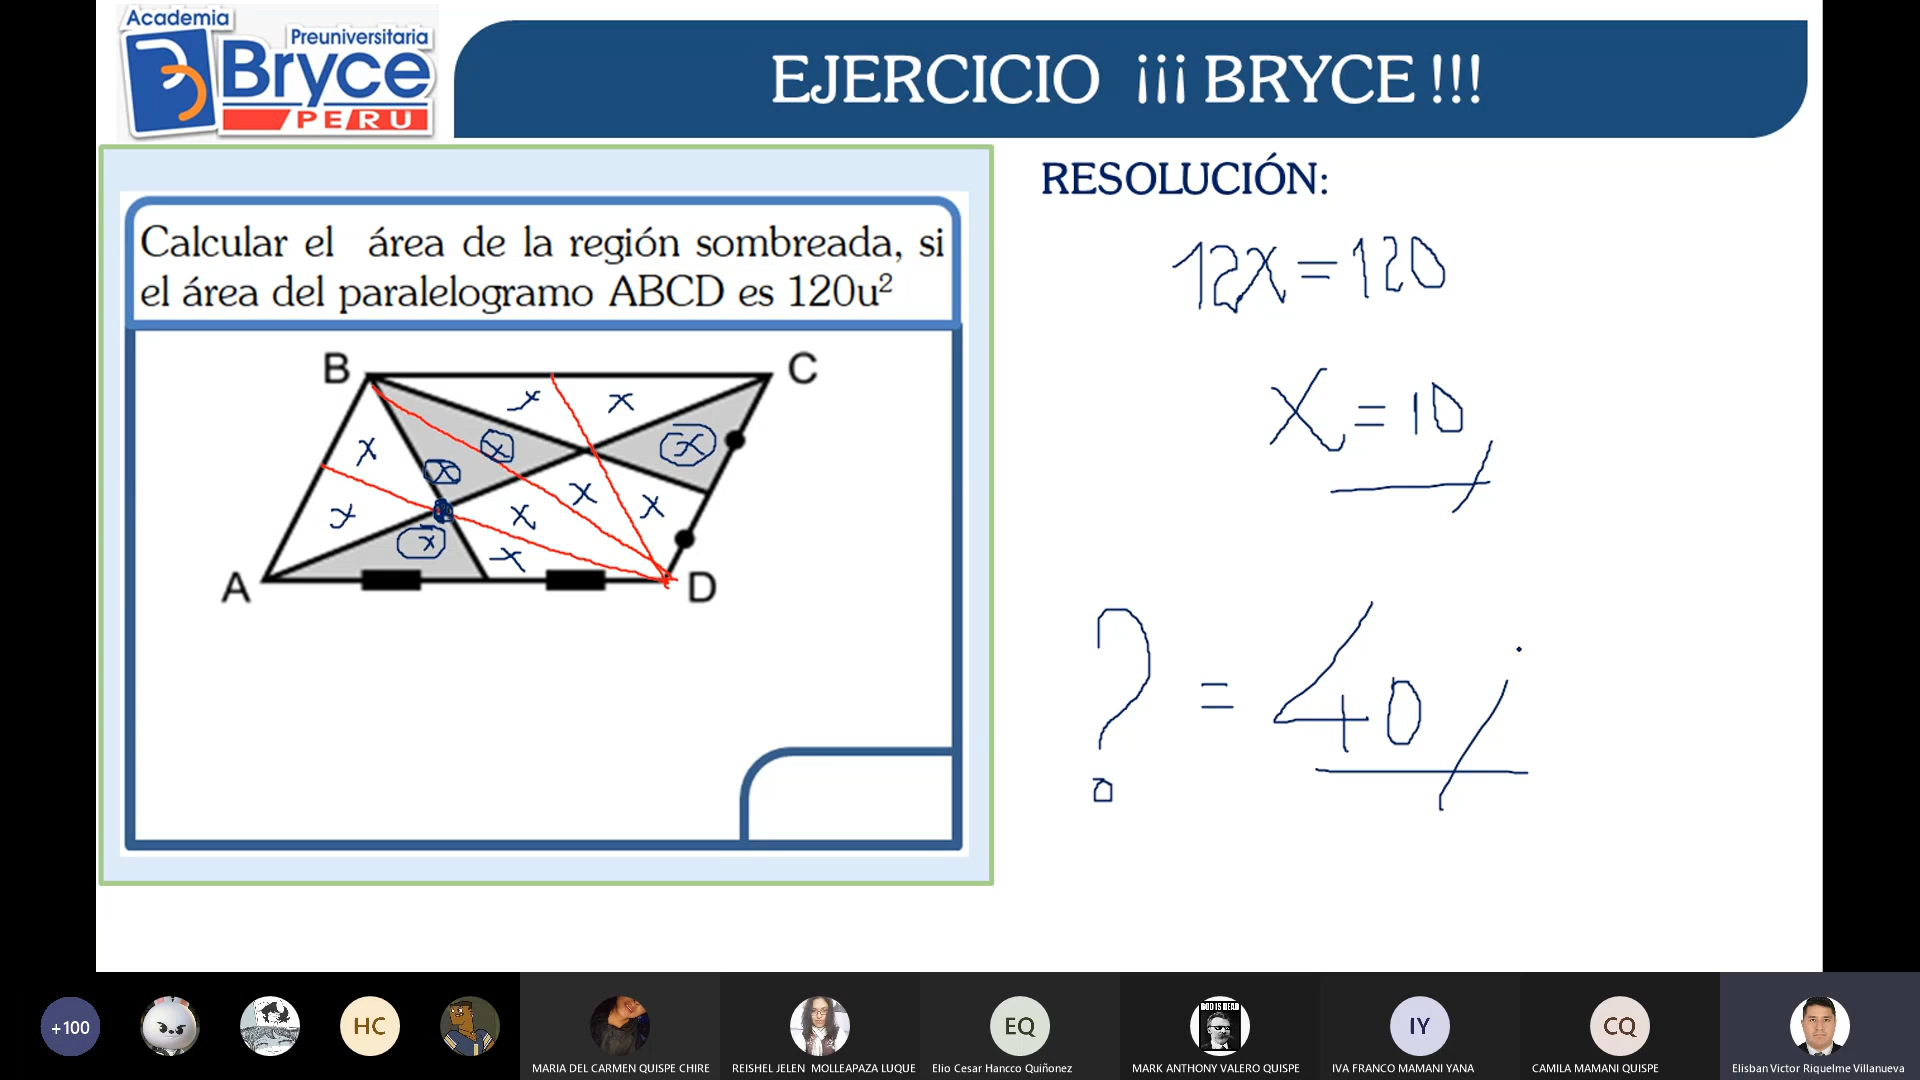 Academia
Preuniversitaria
Bryce
PERU
EJERCICIO ¡¡¡ BRYCE !!!
Calcular el área de la región sombreada, si
el área del paralelogramo ABCD es 120u²
B
C
A
D
x
x
x
x
x
x
x
x
x
x
x
x
RESOLUCIÓN:
12x=120
x=10
? = 40
+100
HC
EQ
GOD IS DEAD
IY
CQ
MARIA DEL CARMEN QUISPE CHIRE
REISHEL JELEN MOLLEAPAZA LUQUE
Elio Cesar Hancco Quiñonez
MARK ANTHONY VALERO QUISPE
IVA FRANCO MAMANI YANA
CAMILA MAMANI QUISPE
Elisban Victor Riquelme Villanueva